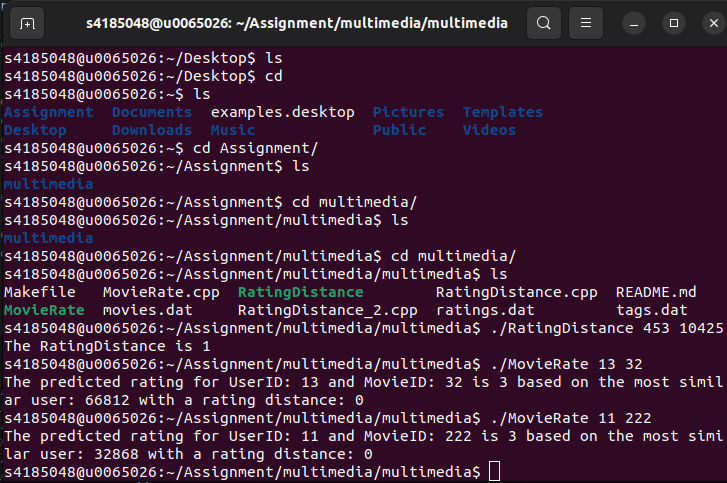 s4185048@u0065026: ~/Assignment/multimedia/multimedia
s4185048@u0065026:~/Desktop$ ls
s4185048@u0065026:~/Desktop$ cd
s4185048@u0065026:~$ ls
Assignment  Documents  examples.desktop  Pictures  Templates
Desktop     Downloads  Music             Public    Videos
s4185048@u0065026:~$ cd Assignment/
s4185048@u0065026:~/Assignment$ ls
multimedia
s4185048@u0065026:~/Assignment$ cd multimedia/
s4185048@u0065026:~/Assignment/multimedia$ ls
multimedia
s4185048@u0065026:~/Assignment/multimedia$ cd multimedia/
s4185048@u0065026:~/Assignment/multimedia/multimedia$ ls
Makefile   MovieRate.cpp  RatingDistance        RatingDistance.cpp  README.md
MovieRate  movies.dat     RatingDistance_2.cpp  ratings.dat         tags.dat
s4185048@u0065026:~/Assignment/multimedia/multimedia$ ./RatingDistance 453 10425
The RatingDistance is 1
s4185048@u0065026:~/Assignment/multimedia/multimedia$ ./MovieRate 13 32
The predicted rating for UserID: 13 and MovieID: 32 is 3 based on the most simil
ar user: 66812 with a rating distance: 0
s4185048@u0065026:~/Assignment/multimedia/multimedia$ ./MovieRate 11 222
The predicted rating for UserID: 11 and MovieID: 222 is 3 based on the most simi
lar user: 32868 with a rating distance: 0
s4185048@u0065026:~/Assignment/multimedia/multimedia$